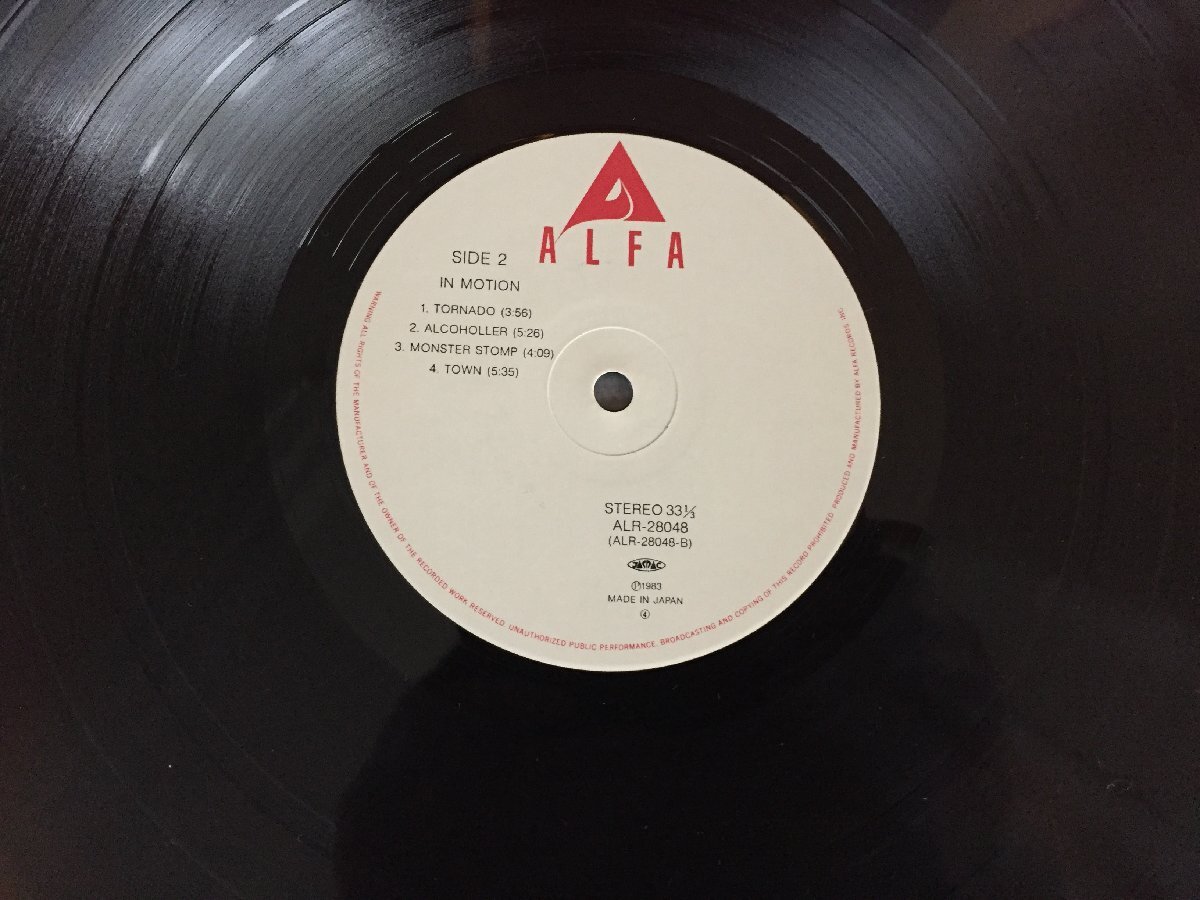 ALFA
SIDE 2
IN MOTION
1. TORNADO (3:56)
2. ALCOHOLLER (5:26)
3. MONSTER STOMP (4:09)
4. TOWN (5:35)
STEREO 33⅓
ALR-28048
(ALR-28048-B)
JASRAC
Ⓟ1983
MADE IN JAPAN
④
WARNING ALL RIGHTS OF THE MANUFACTURER AND OF THE OWNER OF THE RECORDED WORK RESERVED. UNAUTHORIZED PUBLIC PERFORMANCE, BROADCASTING AND COPYING OF THIS RECORD PROHIBITED. PRODUCED AND MANUFACTURED BY ALFA RECORDS INC.